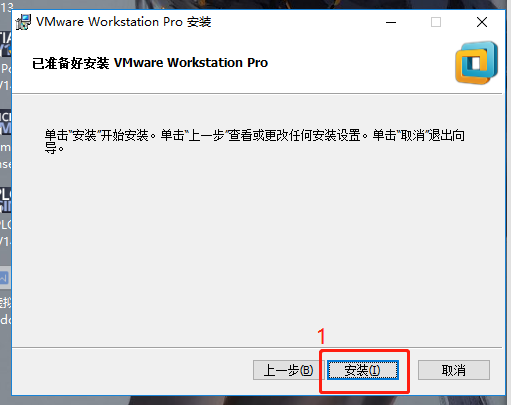 13
VMware Workstation Pro 安装
已准备好安装 VMware Workstation Pro
单击“安装”开始安装。单击“上一步”查看或更改任何安装设置。单击“取消”退出向
导。
1
上一步(B)
安装(I)
取消